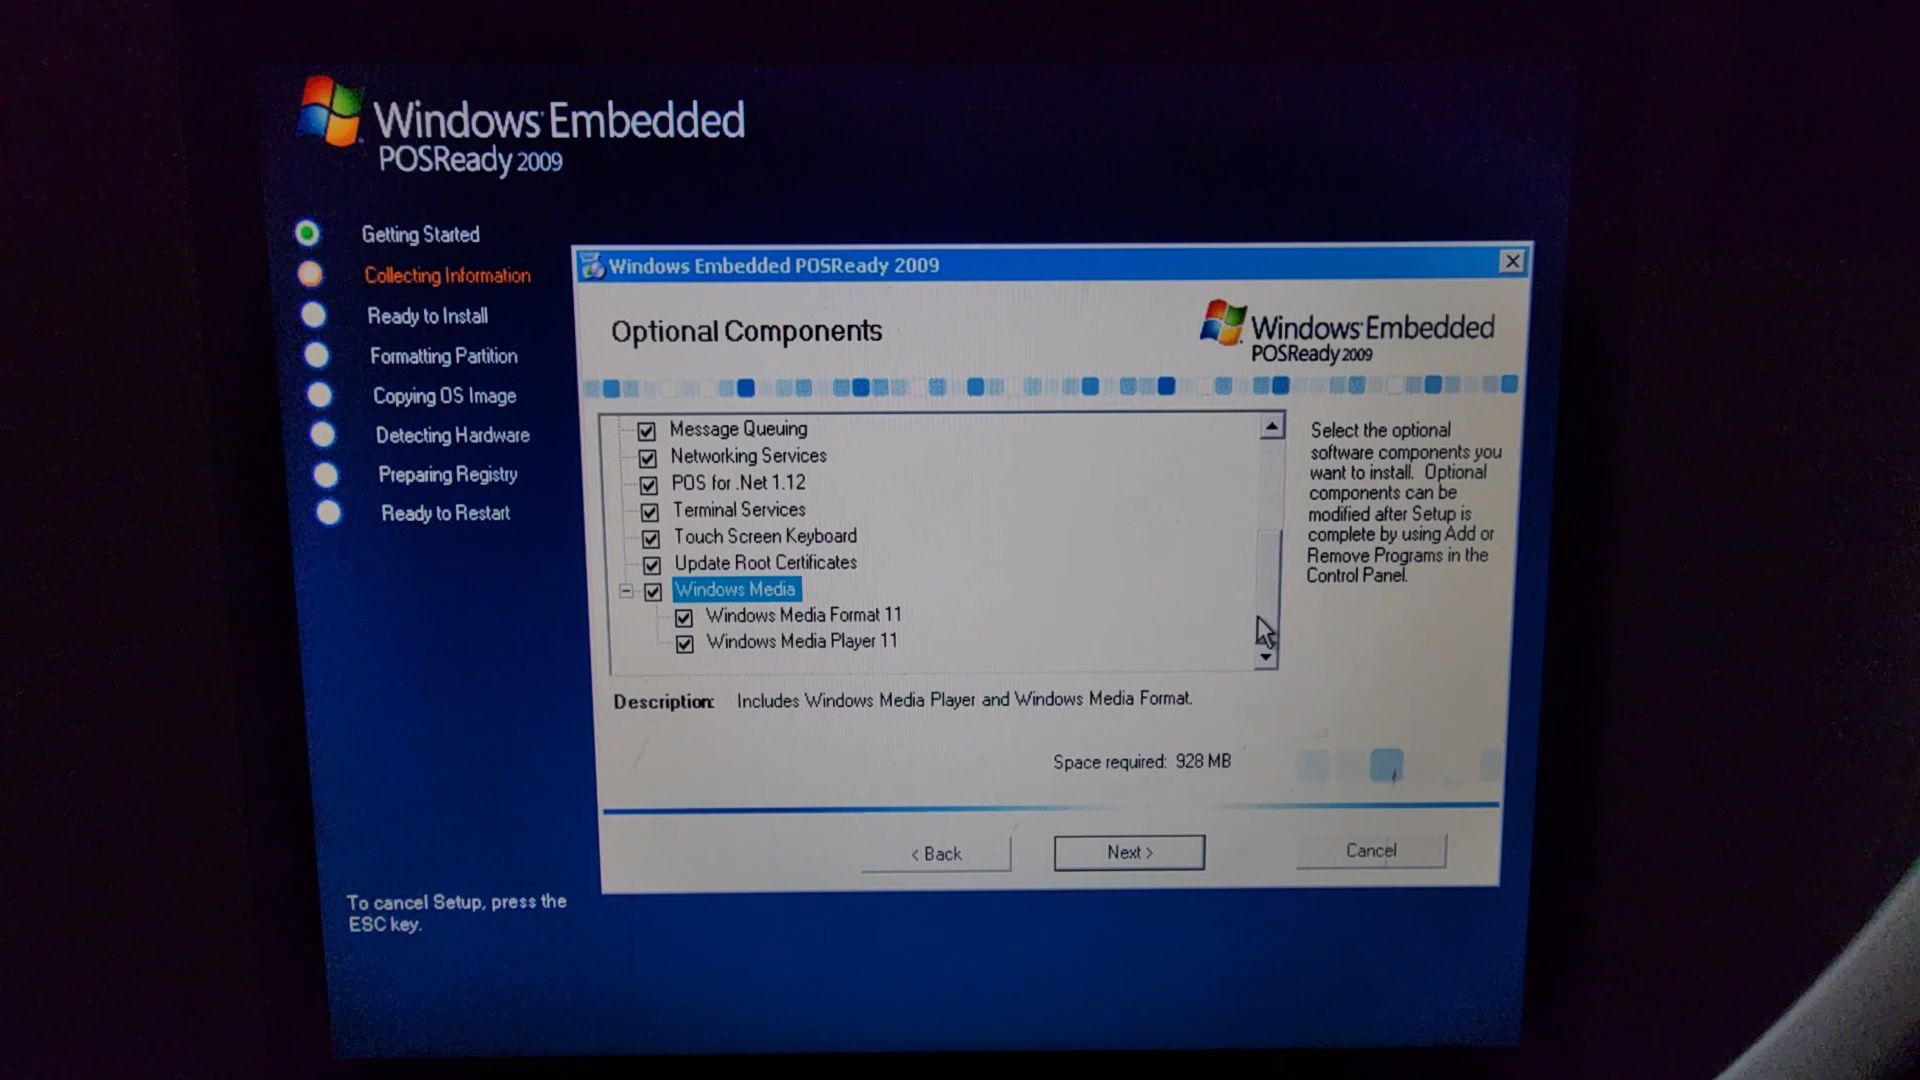 Windows Embedded
POSReady 2009
Getting Started
Collecting Information
Ready to Install
Formatting Partition
Copying OS Image
Detecting Hardware
Preparing Registry
Ready to Restart
To cancel Setup, press the
ESC key.
Windows Embedded POSReady 2009
Optional Components
Windows Embedded
POSReady 2009
Message Queuing
Networking Services
POS for .Net 1.12
Terminal Services
Touch Screen Keyboard
Update Root Certificates
Windows Media
Windows Media Format 11
Windows Media Player 11
Select the optional
software components you
want to install. Optional
components can be
modified after Setup is
complete by using Add or
Remove Programs in the
Control Panel.
Description: Includes Windows Media Player and Windows Media Format.
Space required: 928 MB
< Back
Next >
Cancel